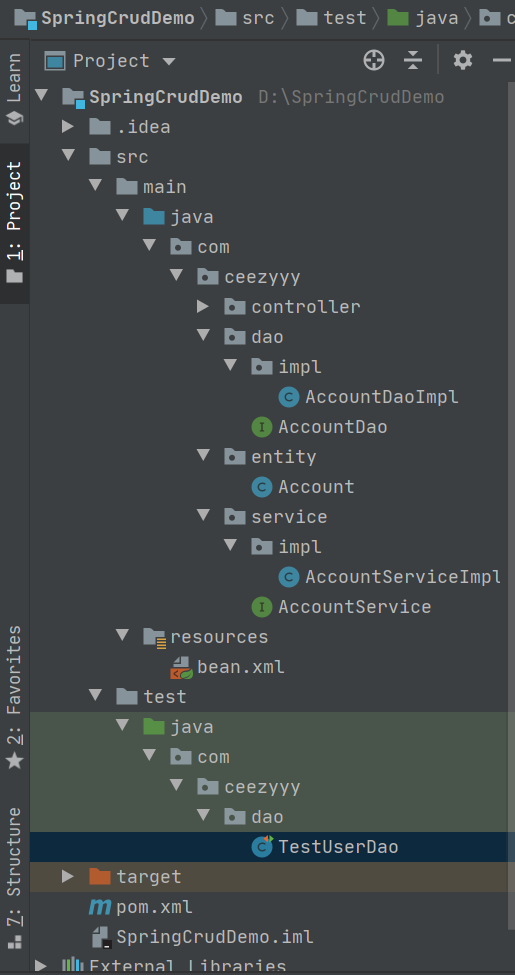 SpringCrudDemo src test java c
Learn
1: Project
2: Favorites
7: Structure
Project
SpringCrudDemo D:\SpringCrudDemo
.idea
src
main
java
com
ceezyyy
controller
dao
impl
AccountDaoImpl
AccountDao
entity
Account
service
impl
AccountServiceImpl
AccountService
resources
bean.xml
test
java
com
ceezyyy
dao
TestUserDao
target
pom.xml
SpringCrudDemo.iml
External Libraries